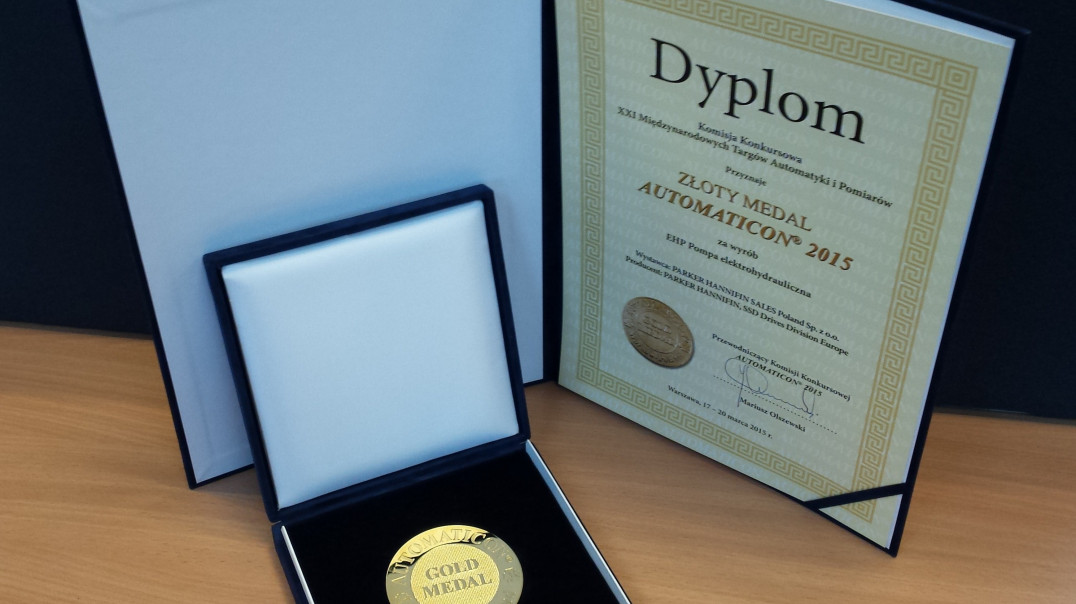 Dyplom
Komisja Konkursowa
XXI Międzynarodowych Targów Automatyki i Pomiarów
Przyznaje
ZŁOTY MEDAL
AUTOMATICON® 2015
za wyrób
EHP Pompa elektrohydrauliczna
Wystawca: PARKER HANNIFIN SALES Poland Sp. z o.o.
Producent: PARKER HANNIFIN, SSD Drives Division Europe
Przewodniczący Komisji Konkursowej
AUTOMATICON® 2015
Mariusz Olszewski
Warszawa, 17 – 20 marca 2015 r.
AUTOMATICON
GOLD
MEDAL